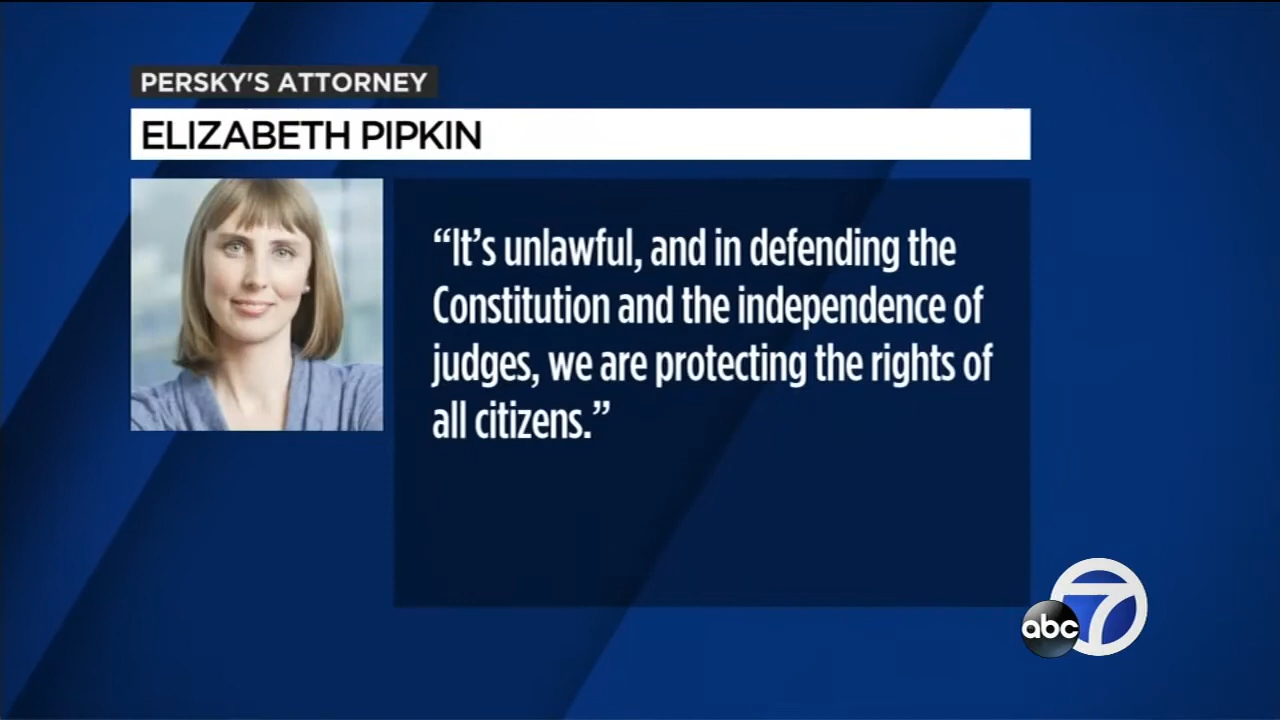 PERSKY'S ATTORNEY
ELIZABETH PIPKIN
“It’s unlawful, and in defending the
Constitution and the independence of
judges, we are protecting the rights of
all citizens.”
abc 7